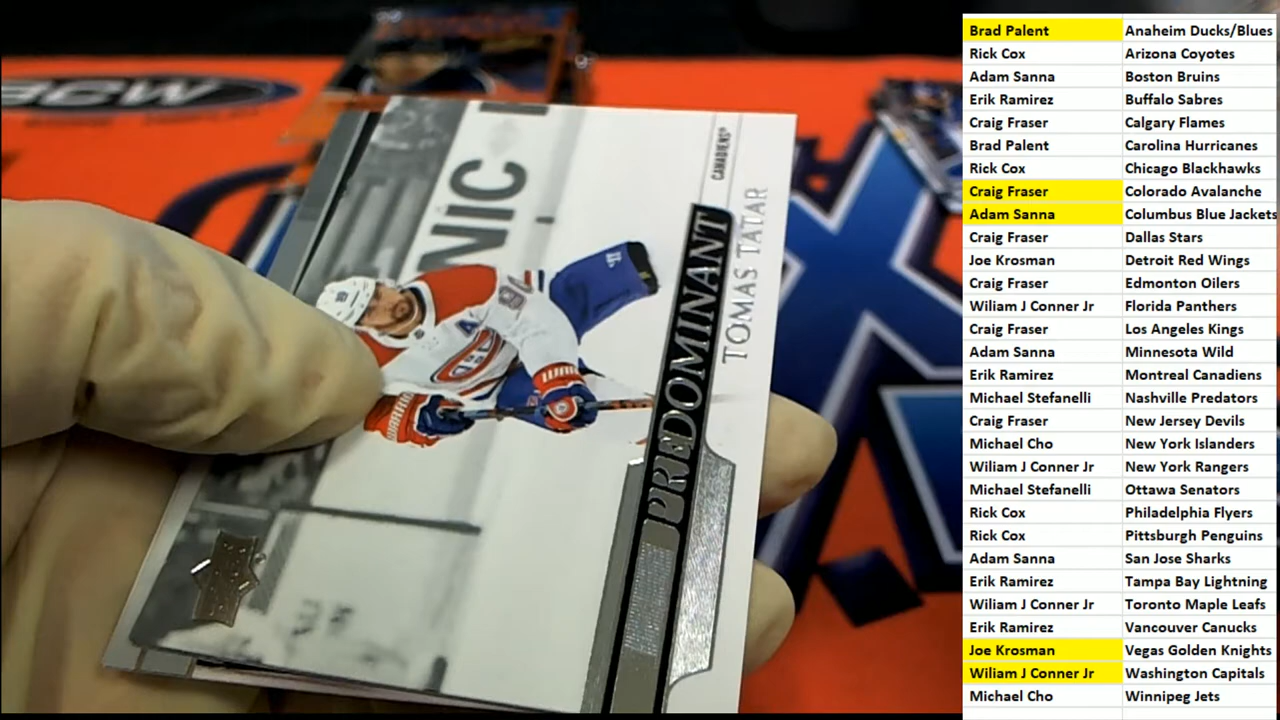 BCW
NIC
CANADIENS
TOMAS TATAR
PREDOMINANT
Brad Palent Anaheim Ducks/Blues
Rick Cox Arizona Coyotes
Adam Sanna Boston Bruins
Erik Ramirez Buffalo Sabres
Craig Fraser Calgary Flames
Brad Palent Carolina Hurricanes
Rick Cox Chicago Blackhawks
Craig Fraser Colorado Avalanche
Adam Sanna Columbus Blue Jackets
Craig Fraser Dallas Stars
Joe Krosman Detroit Red Wings
Craig Fraser Edmonton Oilers
Wiliam J Conner Jr Florida Panthers
Craig Fraser Los Angeles Kings
Adam Sanna Minnesota Wild
Erik Ramirez Montreal Canadiens
Michael Stefanelli Nashville Predators
Craig Fraser New Jersey Devils
Michael Cho New York Islanders
Wiliam J Conner Jr New York Rangers
Michael Stefanelli Ottawa Senators
Rick Cox Philadelphia Flyers
Rick Cox Pittsburgh Penguins
Adam Sanna San Jose Sharks
Erik Ramirez Tampa Bay Lightning
Wiliam J Conner Jr Toronto Maple Leafs
Erik Ramirez Vancouver Canucks
Joe Krosman Vegas Golden Knights
Wiliam J Conner Jr Washington Capitals
Michael Cho Winnipeg Jets